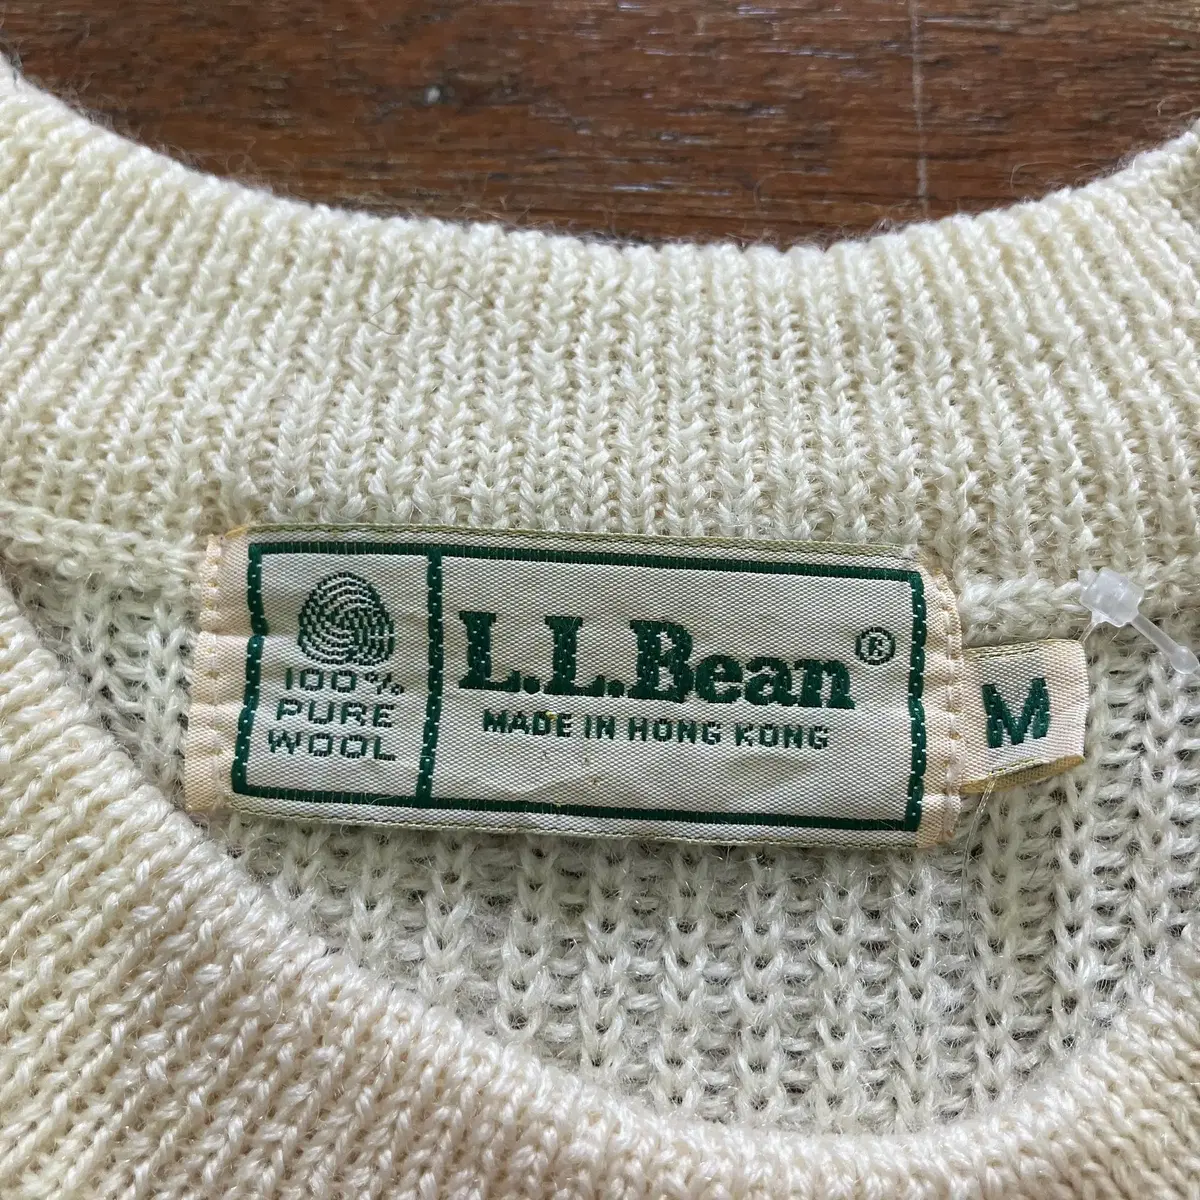 100%
PURE
WOOL
L.L.Bean®
MADE IN HONG KONG
M